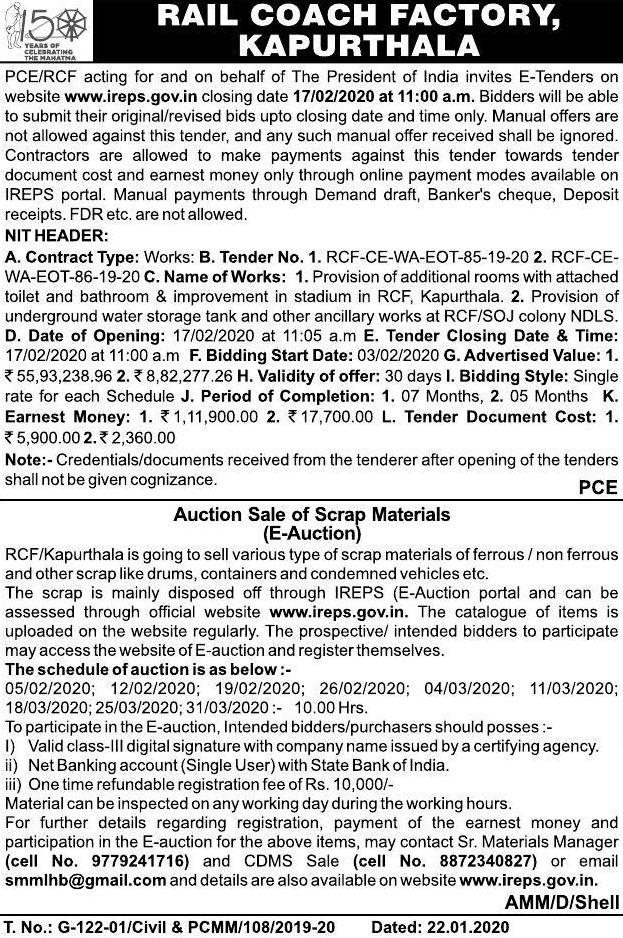 150
YEARS OF
CELEBRATING
THE MAHATMA
RAIL COACH FACTORY,
KAPURTHALA
PCE/RCF acting for and on behalf of The President of India invites E-Tenders on
website www.ireps.gov.in closing date 17/02/2020 at 11:00 a.m. Bidders will be able
to submit their original/revised bids upto closing date and time only. Manual offers are
not allowed against this tender, and any such manual offer received shall be ignored.
Contractors are allowed to make payments against this tender towards tender
document cost and earnest money only through online payment modes available on
IREPS portal. Manual payments through Demand draft, Banker's cheque, Deposit
receipts. FDR etc. are not allowed.
NIT HEADER:
A. Contract Type: Works: B. Tender No. 1. RCF-CE-WA-EOT-85-19-20 2. RCF-CE-
WA-EOT-86-19-20 C. Name of Works: 1. Provision of additional rooms with attached
toilet and bathroom & improvement in stadium in RCF, Kapurthala. 2. Provision of
underground water storage tank and other ancillary works at RCF/SOJ colony NDLS.
D. Date of Opening: 17/02/2020 at 11:05 a.m E. Tender Closing Date & Time:
17/02/2020 at 11:00 a.m F. Bidding Start Date: 03/02/2020 G. Advertised Value: 1.
₹ 55,93,238.96 2. ₹ 8,82,277.26 H. Validity of offer: 30 days I. Bidding Style: Single
rate for each Schedule J. Period of Completion: 1. 07 Months, 2. 05 Months K.
Earnest Money: 1. ₹ 1,11,900.00 2. ₹ 17,700.00 L. Tender Document Cost: 1.
₹ 5,900.00 2. ₹ 2,360.00
Note:- Credentials/documents received from the tenderer after opening of the tenders
shall not be given cognizance.
PCE
Auction Sale of Scrap Materials
(E-Auction)
RCF/Kapurthala is going to sell various type of scrap materials of ferrous / non ferrous
and other scrap like drums, containers and condemned vehicles etc.
The scrap is mainly disposed off through IREPS (E-Auction portal and can be
assessed through official website www.ireps.gov.in. The catalogue of items is
uploaded on the website regularly. The prospective/ intended bidders to participate
may access the website of E-auction and register themselves.
The schedule of auction is as below :-
05/02/2020; 12/02/2020; 19/02/2020; 26/02/2020; 04/03/2020; 11/03/2020;
18/03/2020; 25/03/2020; 31/03/2020 :- 10.00 Hrs.
To participate in the E-auction, Intended bidders/purchasers should posses :-
I) Valid class-III digital signature with company name issued by a certifying agency.
ii) Net Banking account (Single User) with State Bank of India.
iii) One time refundable registration fee of Rs. 10,000/-
Material can be inspected on any working day during the working hours.
For further details regarding registration, payment of the earnest money and
participation in the E-auction for the above items, may contact Sr. Materials Manager
(cell No. 9779241716) and CDMS Sale (cell No. 8872340827) or email
smmlhb@gmail.com and details are also available on website www.ireps.gov.in.
AMM/D/Shell
T. No.: G-122-01/Civil & PCMM/108/2019-20 Dated: 22.01.2020